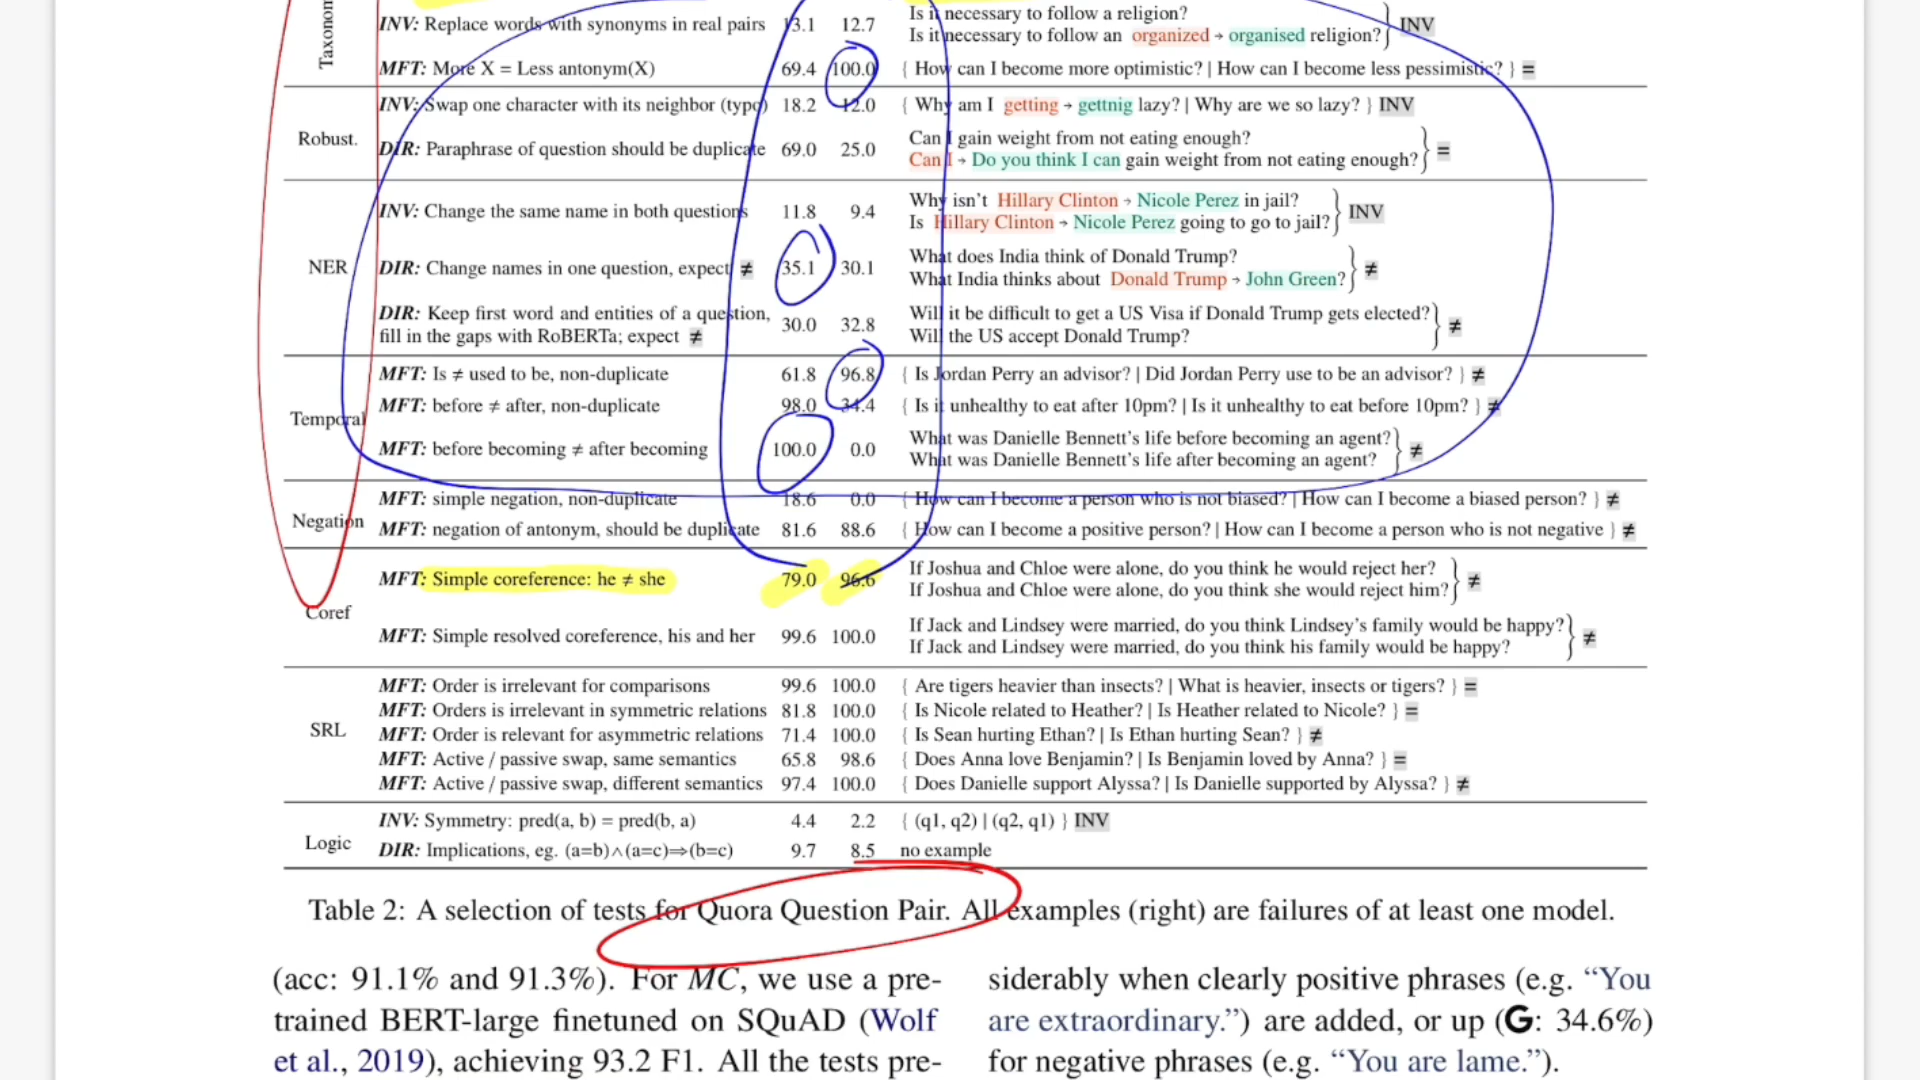 Taxonom
INV: Replace words with synonyms in real pairs 13.1 12.7 Is it necessary to follow a religion?
Is it necessary to follow an organized → organised religion? } INV
MFT: More X = Less antonym(X) 69.4 100.0 { How can I become more optimistic? | How can I become less pessimistic? } =
Robust.
INV: Swap one character with its neighbor (typo) 18.2 12.0 { Why am I getting → gettnig lazy? | Why are we so lazy? } INV
DIR: Paraphrase of question should be duplicate 69.0 25.0 Can I gain weight from not eating enough?
Can I → Do you think I can gain weight from not eating enough? } =
NER
INV: Change the same name in both questions 11.8 9.4 Why isn't Hillary Clinton → Nicole Perez in jail?
Is Hillary Clinton → Nicole Perez going to go to jail? } INV
DIR: Change names in one question, expect ≠ 35.1 30.1 What does India think of Donald Trump?
What India thinks about Donald Trump → John Green? } ≠
DIR: Keep first word and entities of a question, 30.0 32.8 Will it be difficult to get a US Visa if Donald Trump gets elected?
fill in the gaps with RoBERTa; expect ≠ Will the US accept Donald Trump? } ≠
Temporal
MFT: Is ≠ used to be, non-duplicate 61.8 96.8 { Is Jordan Perry an advisor? | Did Jordan Perry use to be an advisor? } ≠
MFT: before ≠ after, non-duplicate 98.0 34.4 { Is it unhealthy to eat after 10pm? | Is it unhealthy to eat before 10pm? } ≠
MFT: before becoming ≠ after becoming 100.0 0.0 What was Danielle Bennett's life before becoming an agent?
What was Danielle Bennett's life after becoming an agent? } ≠
Negation
MFT: simple negation, non-duplicate 18.6 0.0 { How can I become a person who is not biased? | How can I become a biased person? } ≠
MFT: negation of antonym, should be duplicate 81.6 88.6 { How can I become a positive person? | How can I become a person who is not negative } ≠
Coref
MFT: Simple coreference: he ≠ she 79.0 96.6 If Joshua and Chloe were alone, do you think he would reject her?
If Joshua and Chloe were alone, do you think she would reject him? } ≠
MFT: Simple resolved coreference, his and her 99.6 100.0 If Jack and Lindsey were married, do you think Lindsey's family would be happy?
If Jack and Lindsey were married, do you think his family would be happy? } ≠
SRL
MFT: Order is irrelevant for comparisons 99.6 100.0 { Are tigers heavier than insects? | What is heavier, insects or tigers? } =
MFT: Orders is irrelevant in symmetric relations 81.8 100.0 { Is Nicole related to Heather? | Is Heather related to Nicole? } =
MFT: Order is relevant for asymmetric relations 71.4 100.0 { Is Sean hurting Ethan? | Is Ethan hurting Sean? } ≠
MFT: Active / passive swap, same semantics 65.8 98.6 { Does Anna love Benjamin? | Is Benjamin loved by Anna? } =
MFT: Active / passive swap, different semantics 97.4 100.0 { Does Danielle support Alyssa? | Is Danielle supported by Alyssa? } ≠
Logic
INV: Symmetry: pred(a, b) = pred(b, a) 4.4 2.2 { (q1, q2) | (q2, q1) } INV
DIR: Implications, eg. (a=b)∧(a=c)⇒(b=c) 9.7 8.5 no example
Table 2: A selection of tests for Quora Question Pair. All examples (right) are failures of at least one model.
(acc: 91.1% and 91.3%). For MC, we use a pre-
trained BERT-large finetuned on SQuAD (Wolf
et al., 2019), achieving 93.2 F1. All the tests pre-
siderably when clearly positive phrases (e.g. “You
are extraordinary.”) are added, or up (G: 34.6%)
for negative phrases (e.g. “You are lame.”).